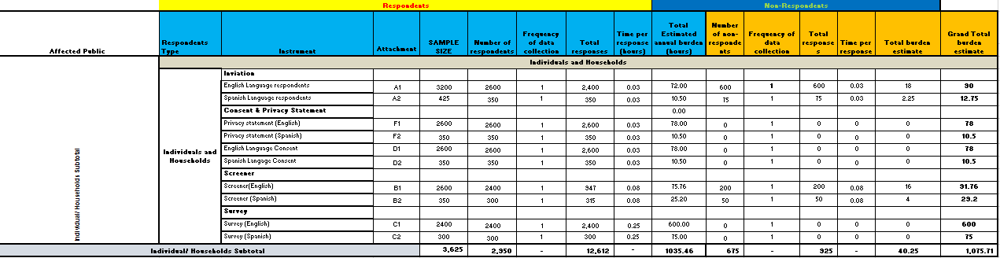 Respondents Non-Respondents
Affected Public Respondents Type Instrument Attachment SAMPLE SIZE Number of respondents Frequency of data collection Total responses Time per response (hours) Total Estimated annual burden (hours) Number of non-responde nts Frequency of data collection Total response s Time per response Total burden estimate Grand Total burden estimate
Individuals and Households
Inviation
English Language respondents A1 3200 2600 1 2,400 0.03 72.00 600 1 600 0.03 18 90
Spanish Language respondents A2 425 350 1 350 0.03 10.50 75 1 75 0.03 2.25 12.75
Consent & Privacy Statement 0.00
Privacy statement (English) F1 2600 2600 1 2,600 0.03 78.00 0 1 0 0 0 78
Privacy statement (Spanish) F2 350 350 1 350 0.03 10.50 0 1 0 0 0 10.5
Individuals and Households
English Language Consent D1 2600 2600 1 2,600 0.03 78.00 0 1 0 0 0 78
Spanish Langage Consent D2 350 350 1 350 0.03 10.50 0 1 0 0 0 10.5
Screener
Screener(English) B1 2600 2400 1 947 0.08 75.76 200 1 200 0.08 16 91.76
Screener (Spanish) B2 350 300 1 315 0.08 25.20 50 1 50 0.08 4 29.2
Survey
Survey (English) C1 2400 2400 1 2,400 0.25 600.00 0 1 0 0 0 600
Survey (Spanish) C2 300 300 1 300 0.25 75.00 0 1 0 0 0 75
Individual/ Households Subtotal
Individual/ Households Subtotal 3,625 2,950 - 12,612 - 1035.46 675 - 925 - 40.25 1,075.71